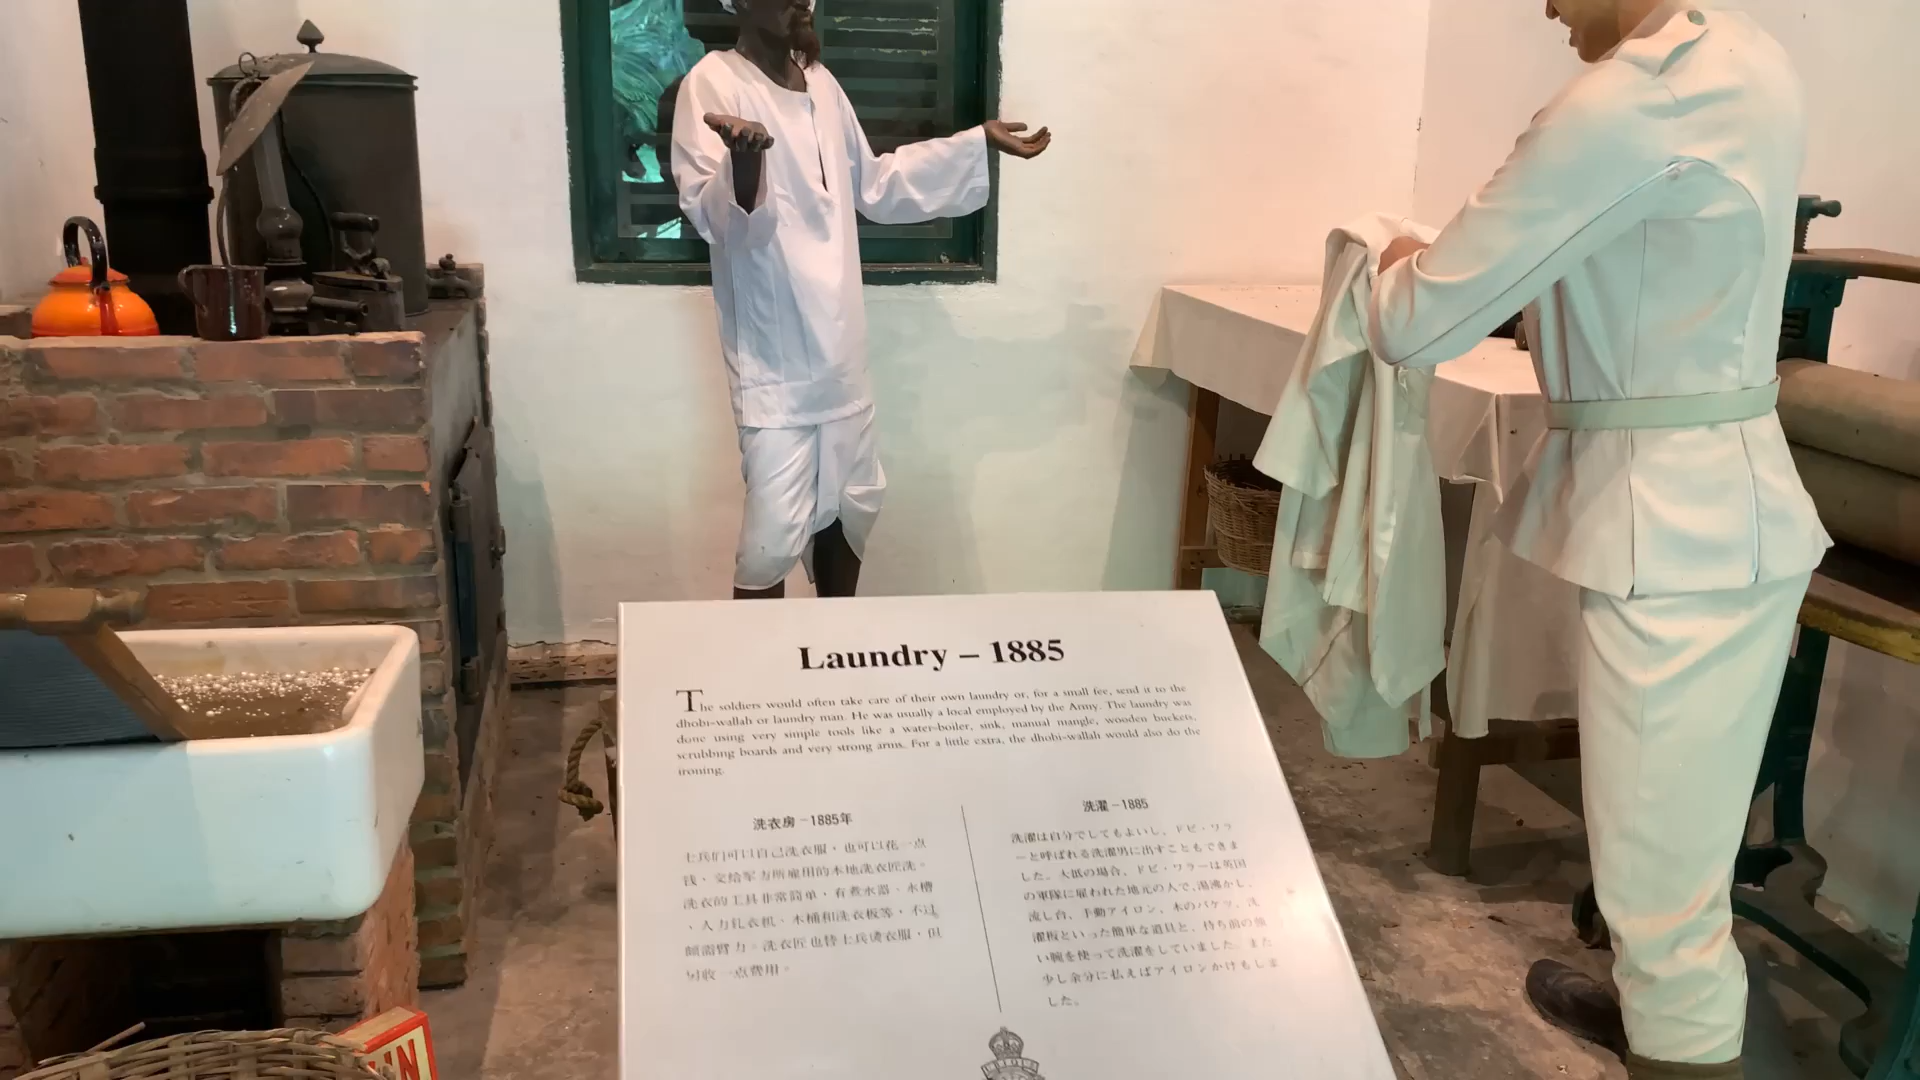 Laundry – 1885
The soldiers would often take care of their own laundry or, for a small fee, send it to the
dhobi-wallah or laundry man. He was usually a local employed by the Army. The laundry was
done using very simple tools like a water-boiler, sink, manual mangle, wooden buckets,
scrubbing boards and very strong arms. For a little extra, the dhobi-wallah would also do the
ironing.
洗衣房－1885年
士兵们可以自己洗衣服，也可以花一点
钱，交给军方所雇用的本地洗衣匠洗。
洗衣的工具非常简单，有煮水器、水槽
、人力轧衣机、木桶和洗衣板等，不过
颇需臂力。洗衣匠也替士兵烫衣服，但
另收一点费用。
洗濯－1885
洗濯は自分でしてもよいし、ドビ・ワラ
ーと呼ばれる洗濯男に出すこともできま
した。大抵の場合、ドビ・ワラーは英国
の軍隊に雇われた地元の人で、湯沸かし、
流し台、手動アイロン、木のバケツ、洗
濯板といった簡単な道具と、持ち前の強
い腕を使って洗濯をしていました。また
少し余分に払えばアイロンかけもしま
した。